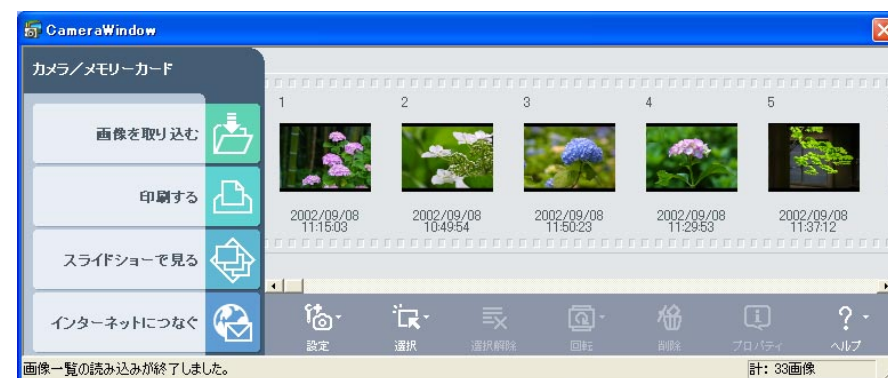 CameraWindow
カメラ／メモリーカード
画像を取り込む
印刷する
スライドショーで見る
インターネットにつなぐ
1 2 3 4 5
2002/09/08 2002/09/08 2002/09/08 2002/09/08 2002/09/08
11:15:03 10:49:54 11:50:23 11:29:53 11:37:12
設定 選択 選択解除 回転 削除 プロパティ ヘルプ
画像一覧の読み込みが終了しました。 計: 33画像